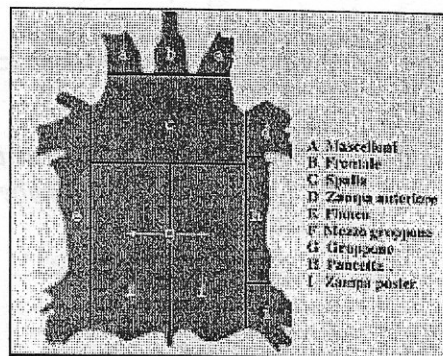 A Mascelloni
B Frontale
C Spalla
D Zampa anteriore
E Fianco
F Mezzo groppone
G Groppone
H Pancetta
I Zampa poster.